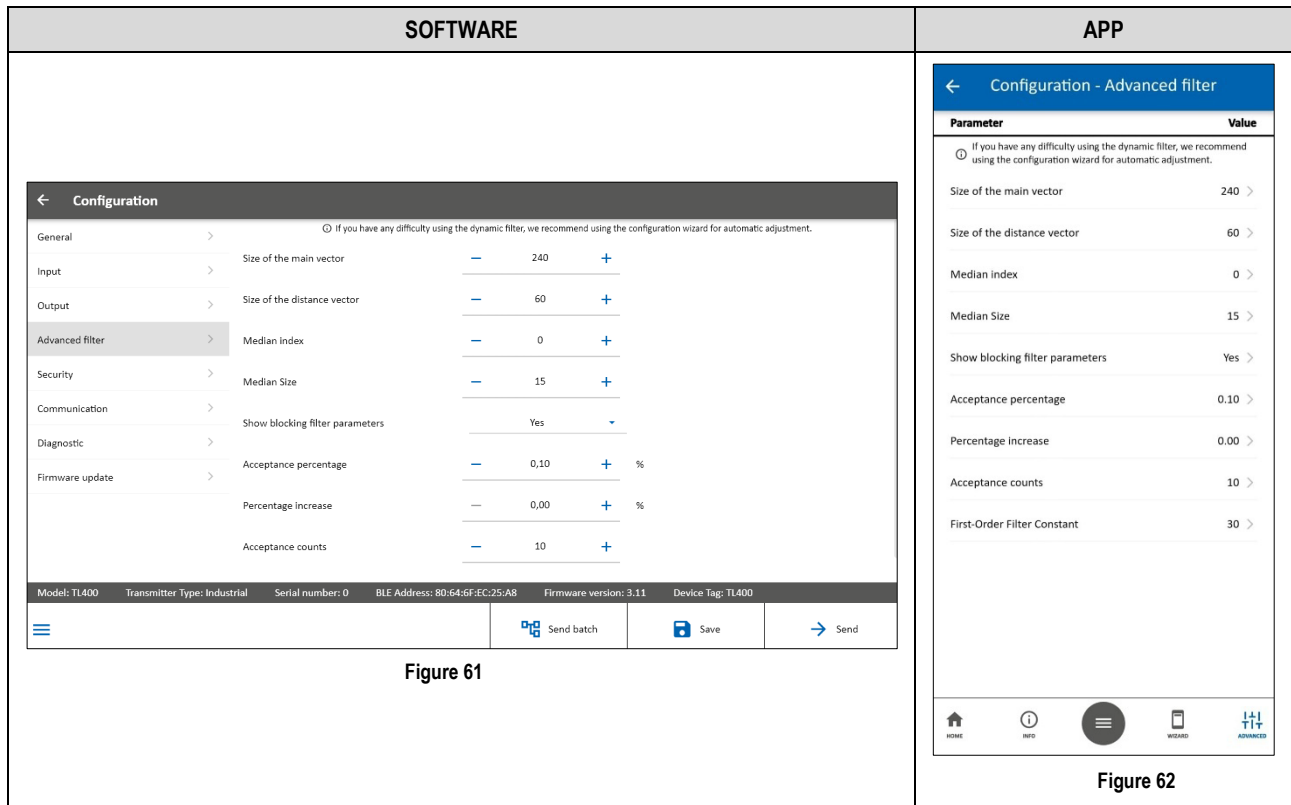 SOFTWARE
APP
Configuration
General
Input
Output
Advanced filter
Security
Communication
Diagnostic
Firmware update
If you have any difficulty using the dynamic filter, we recommend using the configuration wizard for automatic adjustment.
Size of the main vector − 240 +
Size of the distance vector − 60 +
Median index − 0 +
Median Size − 15 +
Show blocking filter parameters Yes
Acceptance percentage − 0,10 + %
Percentage increase − 0,00 + %
Acceptance counts − 10 +
Model: TL400 Transmitter Type: Industrial Serial number: 0 BLE Address: 80:64:6F:EC:25:A8 Firmware version: 3.11 Device Tag: TL400
Send batch Save Send
Figure 61
Configuration - Advanced filter
Parameter Value
If you have any difficulty using the dynamic filter, we recommend
using the configuration wizard for automatic adjustment.
Size of the main vector 240
Size of the distance vector 60
Median index 0
Median Size 15
Show blocking filter parameters Yes
Acceptance percentage 0.10
Percentage increase 0.00
Acceptance counts 10
First-Order Filter Constant 30
HOME INFO WIZARD ADVANCED
Figure 62